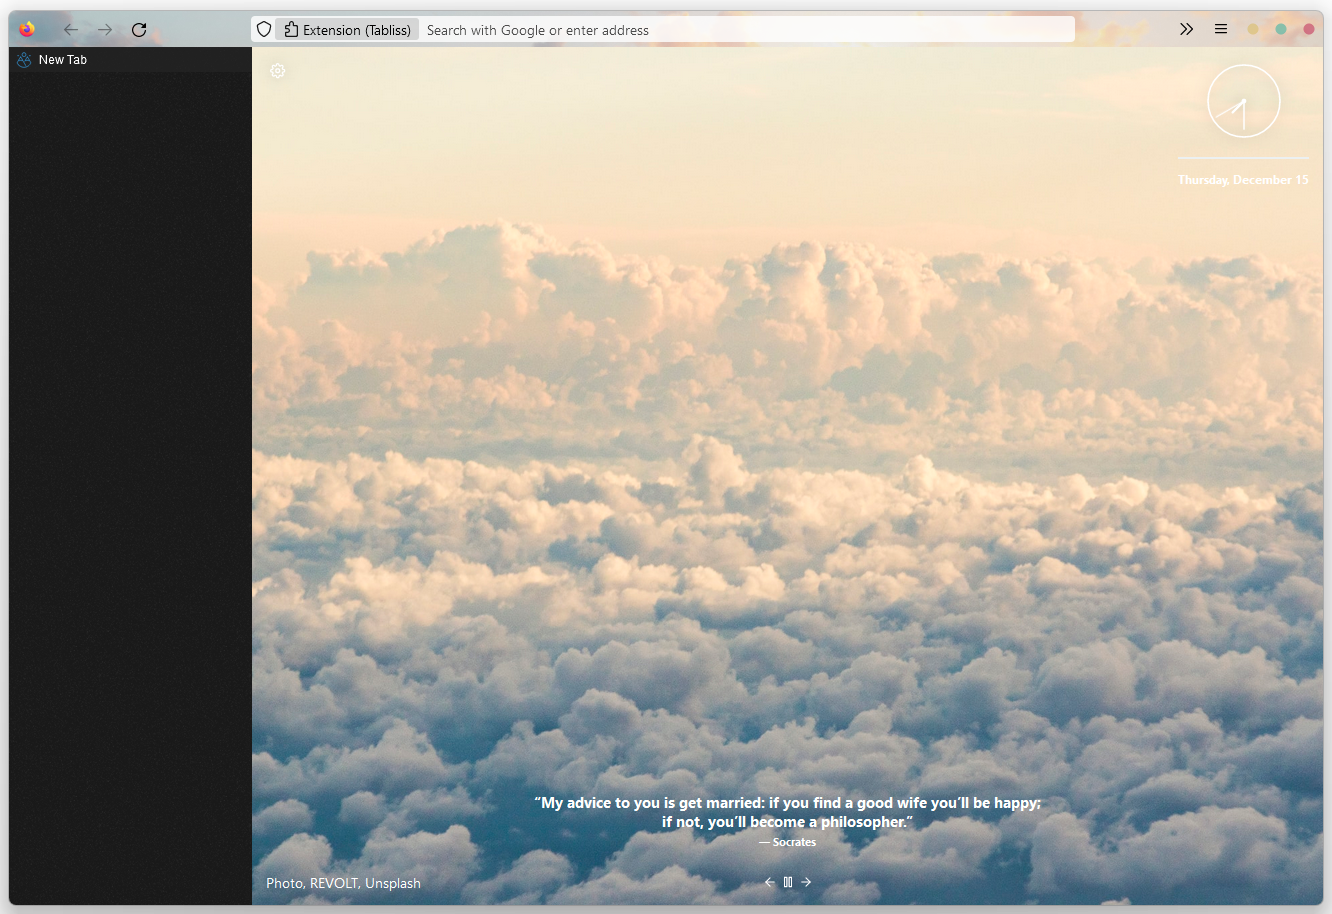 Extension (Tabliss)
Search with Google or enter address
New Tab
Thursday, December 15
“My advice to you is get married: if you find a good wife you’ll be happy;
if not, you’ll become a philosopher.”
— Socrates
Photo, REVOLT, Unsplash